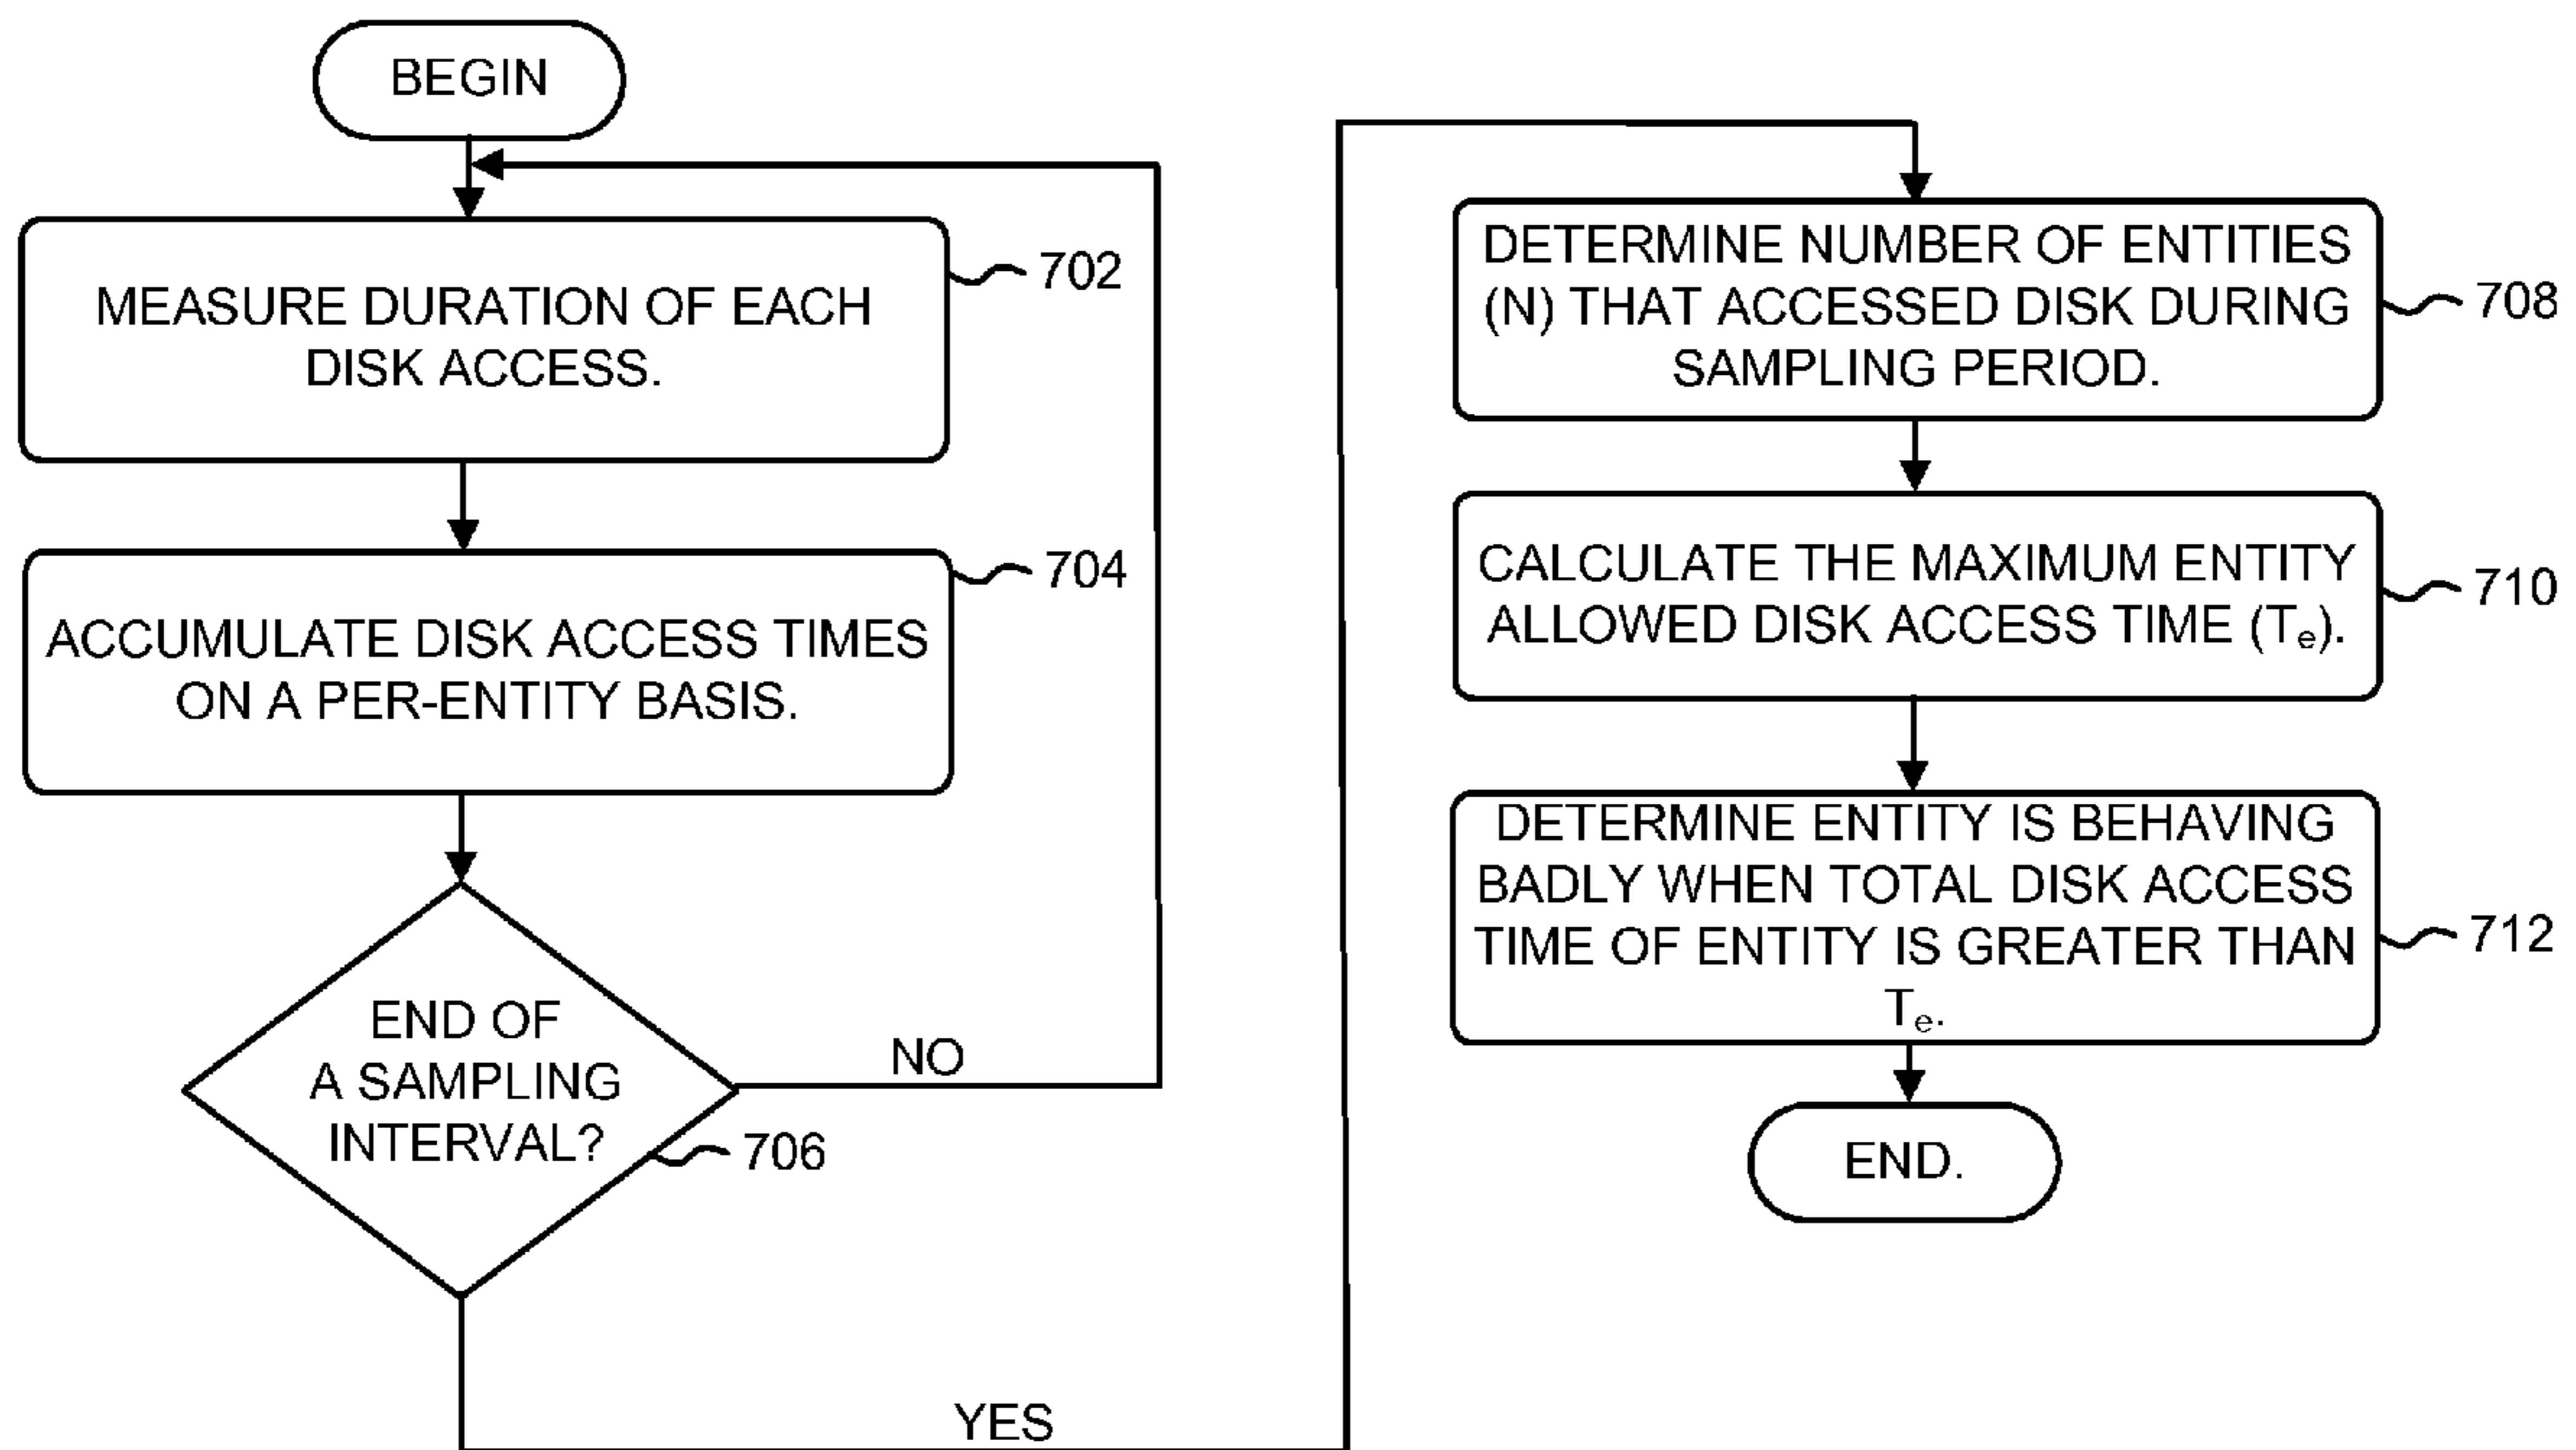 BEGIN
MEASURE DURATION OF EACH
DISK ACCESS.
702
ACCUMULATE DISK ACCESS TIMES
ON A PER-ENTITY BASIS.
704
END OF
A SAMPLING
INTERVAL?
706
NO
YES
DETERMINE NUMBER OF ENTITIES
(N) THAT ACCESSED DISK DURING
SAMPLING PERIOD.
708
CALCULATE THE MAXIMUM ENTITY
ALLOWED DISK ACCESS TIME (Te).
710
DETERMINE ENTITY IS BEHAVING
BADLY WHEN TOTAL DISK ACCESS
TIME OF ENTITY IS GREATER THAN
Te.
712
END.